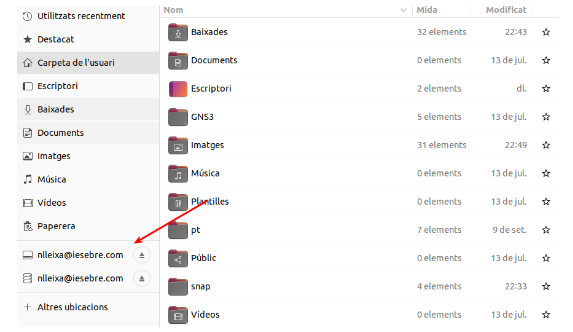 Utilitzats recentment
Destacat
Carpeta de l'usuari
Escriptori
Baixades
Documents
Imatges
Música
Vídeos
Paperera
nlleixa@iesebre.com
nlleixa@iesebre.com
Altres ubicacions
Nom Mida Modificat
Baixades 32 elements 22:43
Documents 0 elements 13 de jul.
Escriptori 2 elements dl.
GNS3 5 elements 13 de jul.
Imatges 31 elements 22:49
Música 0 elements 13 de jul.
Plantilles 0 elements 13 de jul.
pt 7 elements 9 de set.
Públic 0 elements 13 de jul.
snap 4 elements 22:33
Vídeos 0 elements 13 de jul.